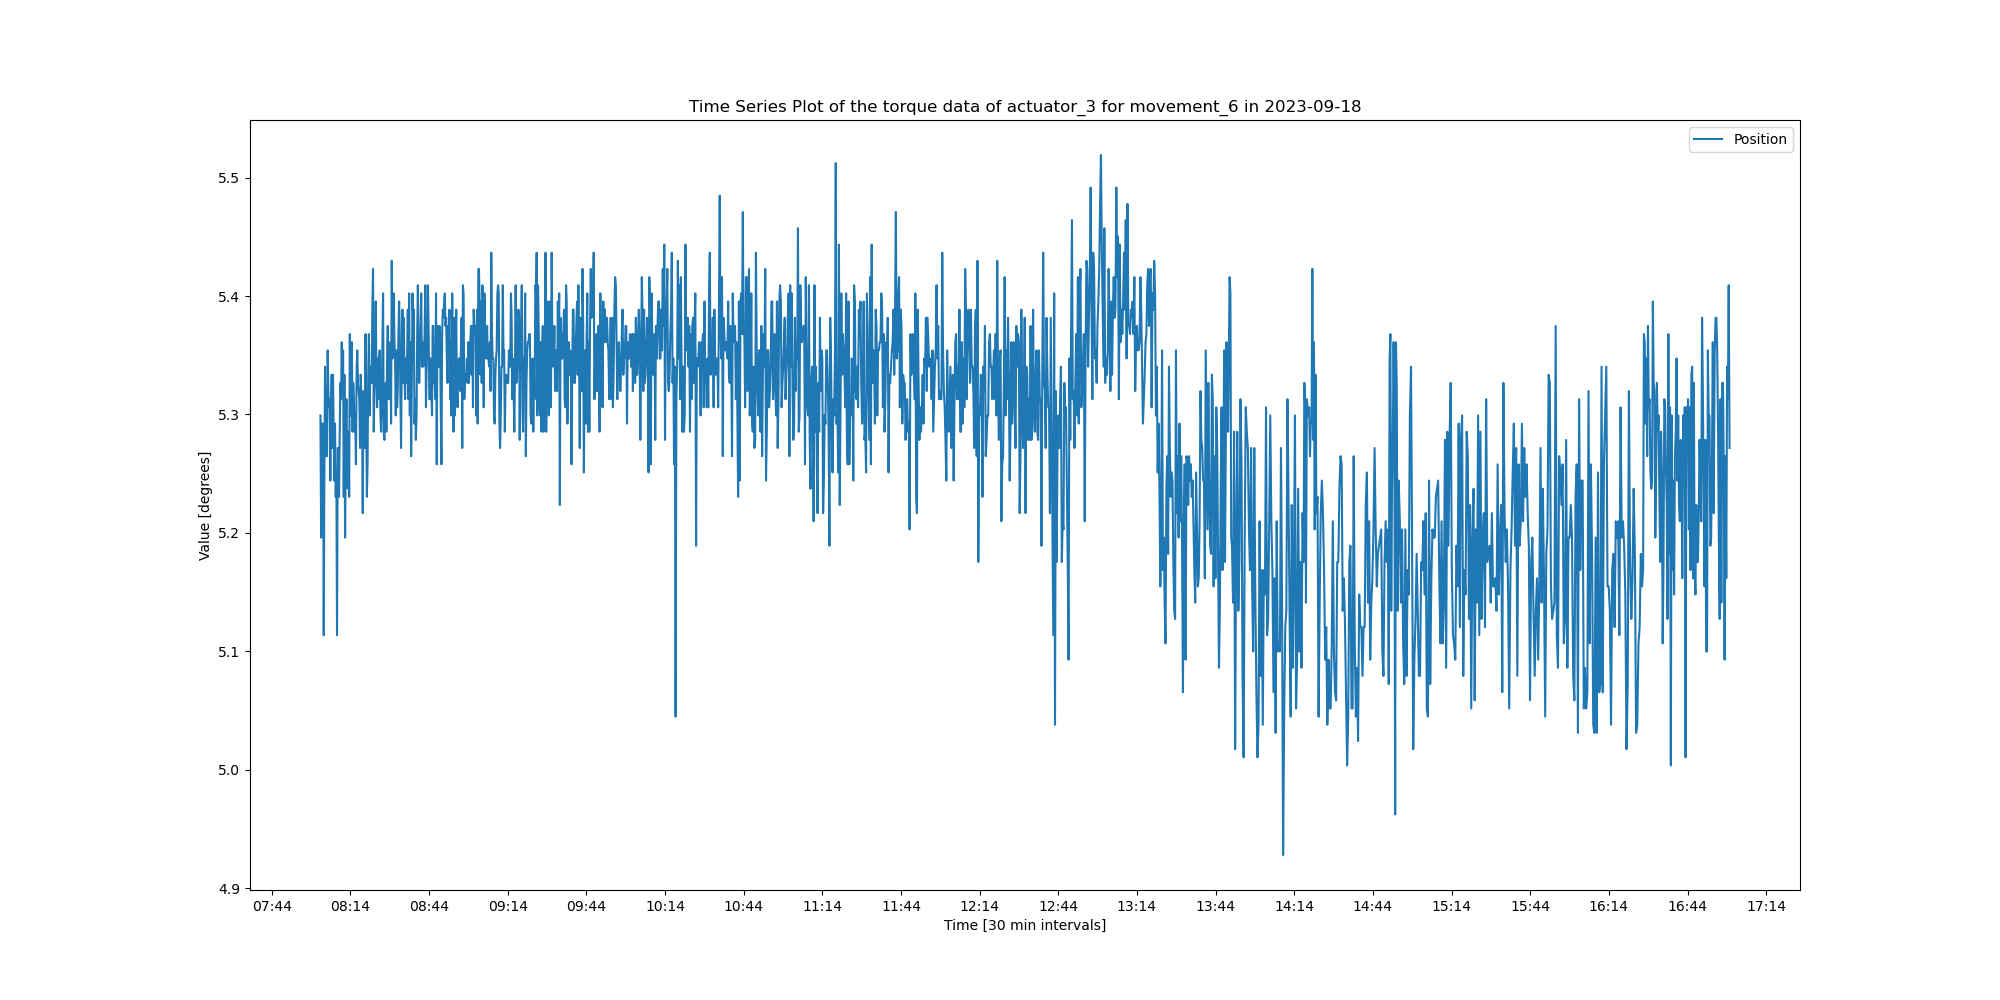 Time Series Plot of the torque data of actuator_3 for movement_6 in 2023-09-18
Position
5.5
5.4
5.3
5.2
5.1
5.0
4.9
Value [degrees]
07:44 08:14 08:44 09:14 09:44 10:14 10:44 11:14 11:44 12:14 12:44 13:14 13:44 14:14 14:44 15:14 15:44 16:14 16:44 17:14
Time [30 min intervals]